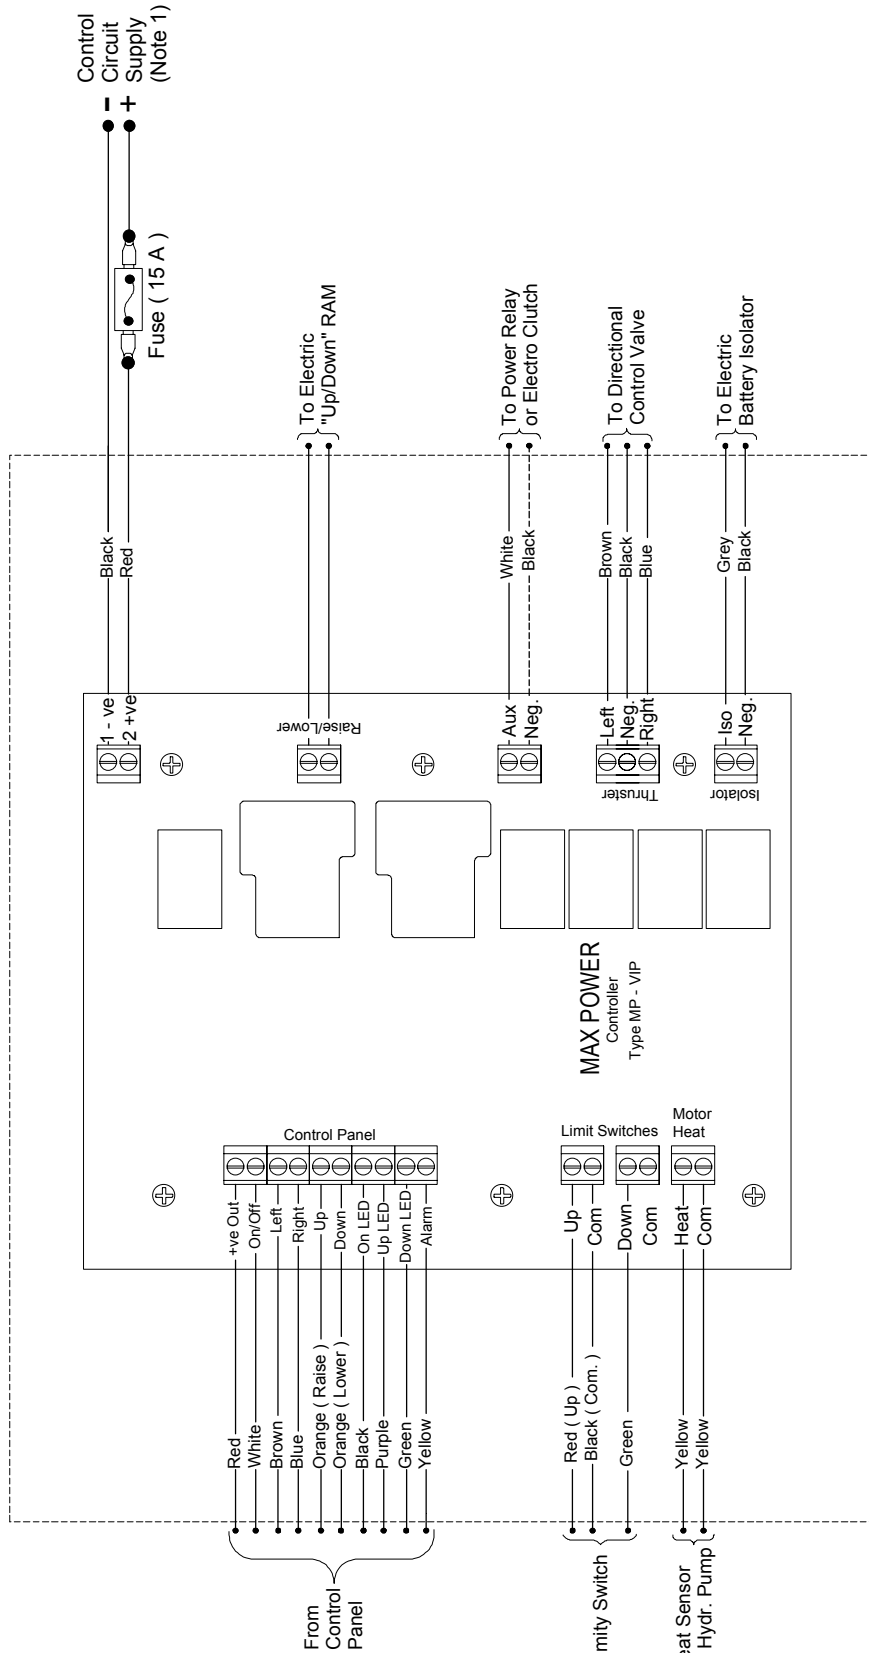 Control
Circuit
Supply
(Note 1)
-
+
Fuse ( 15 A )
Black
Red
1 - ve
2 +ve
To Electric
"Up/Down" RAM
Raise/Lower
To Power Relay
or Electro Clutch
White
Black
Aux
Neg.
To Directional
Control Valve
Brown
Black
Blue
Left
Neg.
Right
Thruster
To Electric
Battery Isolator
Grey
Black
Iso
Neg.
Isolator
MAX POWER
Controller
Type MP - VIP
Control Panel
+ve Out
On/Off
Left
Right
Up
Down
On LED
Up LED
Down LED
Alarm
Red
White
Brown
Blue
Orange ( Raise )
Orange ( Lower )
Black
Purple
Green
Yellow
From
Control
Panel
Limit Switches
Up
Com
Down
Com
Red ( Up )
Black ( Com. )
Green
mity Switch
Motor
Heat
Heat
Com
Yellow
Yellow
eat Sensor
Hydr. Pump